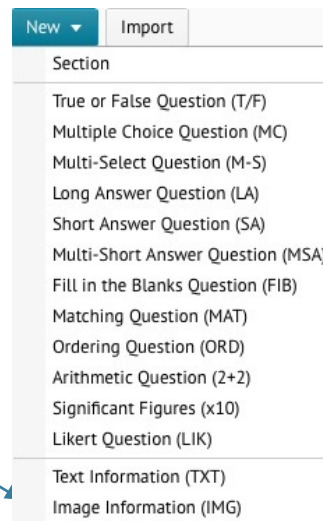 New Import
Section
True or False Question (T/F)
Multiple Choice Question (MC)
Multi-Select Question (M-S)
Long Answer Question (LA)
Short Answer Question (SA)
Multi-Short Answer Question (MSA)
Fill in the Blanks Question (FIB)
Matching Question (MAT)
Ordering Question (ORD)
Arithmetic Question (2+2)
Significant Figures (x10)
Likert Question (LIK)
Text Information (TXT)
Image Information (IMG)